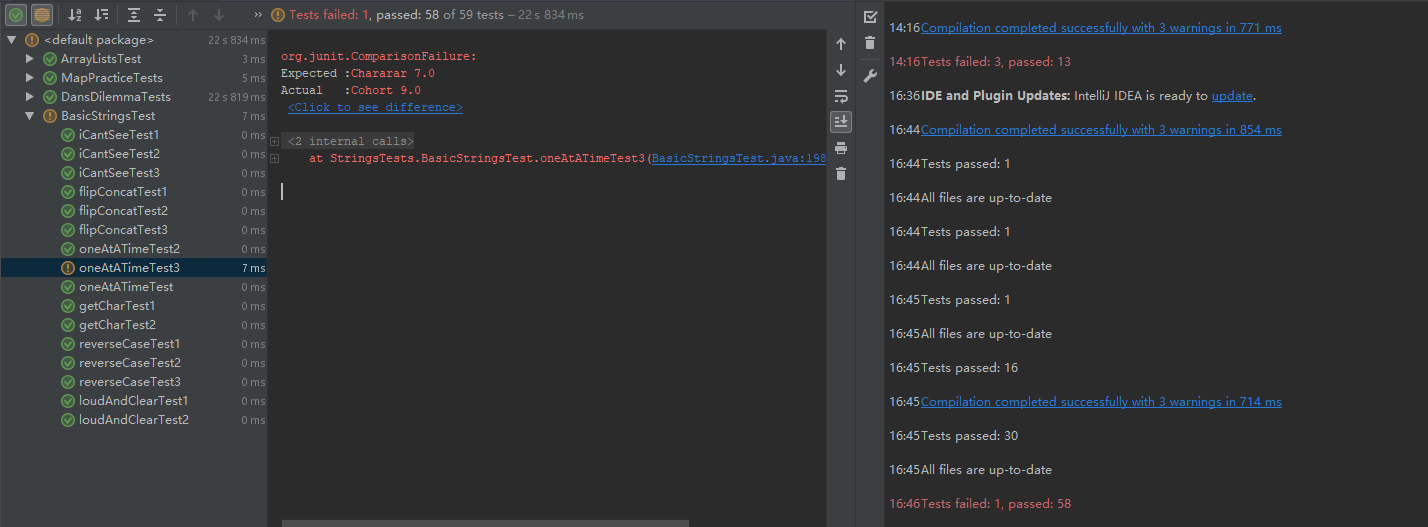 Tests failed: 1, passed: 58 of 59 tests – 22 s 834 ms
<default package> 22 s 834 ms
ArrayListsTest 3 ms
MapPracticeTests 5 ms
DansDilemmaTests 22 s 819 ms
BasicStringsTest 7 ms
iCantSeeTest1 0 ms
iCantSeeTest2 0 ms
iCantSeeTest3 0 ms
flipConcatTest1 0 ms
flipConcatTest2 0 ms
flipConcatTest3 0 ms
oneAtATimeTest2 0 ms
oneAtATimeTest3 7 ms
oneAtATimeTest 0 ms
getCharTest1 0 ms
getCharTest2 0 ms
reverseCaseTest1 0 ms
reverseCaseTest2 0 ms
reverseCaseTest3 0 ms
loudAndClearTest1 0 ms
loudAndClearTest2 0 ms
org.junit.ComparisonFailure:
Expected :Chararar 7.0
Actual   :Cohort 9.0
<Click to see difference>
<2 internal calls>
at StringsTests.BasicStringsTest.oneAtATimeTest3(BasicStringsTest.java:198
14:16 Compilation completed successfully with 3 warnings in 771 ms
14:16 Tests failed: 3, passed: 13
16:36 IDE and Plugin Updates: IntelliJ IDEA is ready to update.
16:44 Compilation completed successfully with 3 warnings in 854 ms
16:44 Tests passed: 1
16:44 All files are up-to-date
16:44 Tests passed: 1
16:44 All files are up-to-date
16:45 Tests passed: 1
16:45 All files are up-to-date
16:45 Tests passed: 16
16:45 Compilation completed successfully with 3 warnings in 714 ms
16:45 Tests passed: 30
16:45 All files are up-to-date
16:46 Tests failed: 1, passed: 58